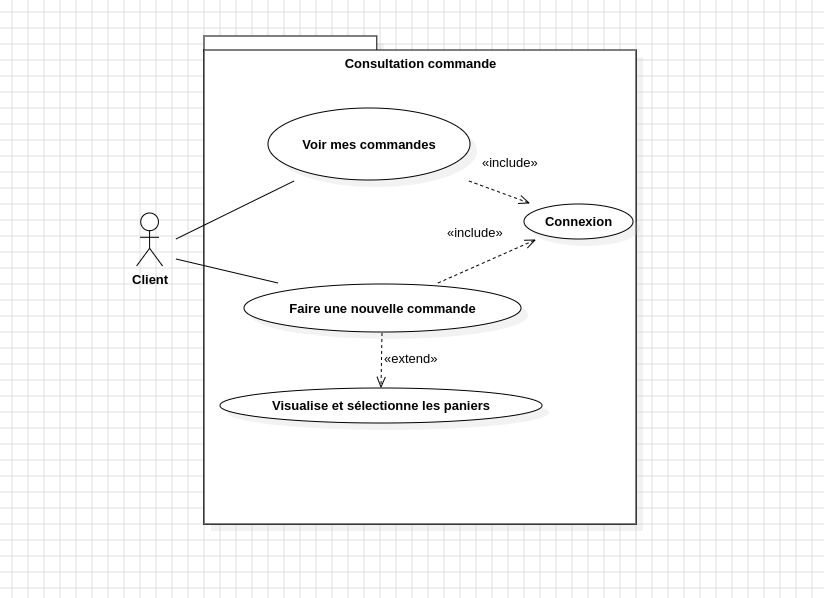 Consultation commande
Voir mes commandes
«include»
Connexion
«include»
Client
Faire une nouvelle commande
«extend»
Visualise et sélectionne les paniers